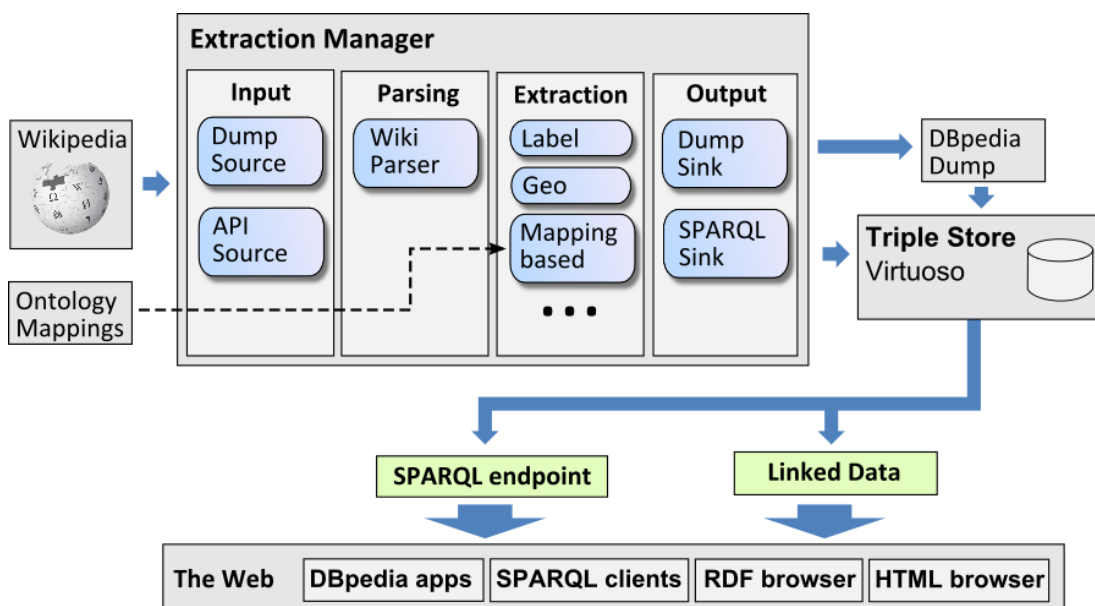 Extraction Manager
Input
Parsing
Extraction
Output
Wikipedia
Dump
Source
API
Source
Wiki
Parser
Label
Geo
Mapping
based
...
Dump
Sink
SPARQL
Sink
DBpedia
Dump
Triple Store
Virtuoso
Ontology
Mappings
SPARQL endpoint
Linked Data
The Web
DBpedia apps
SPARQL clients
RDF browser
HTML browser